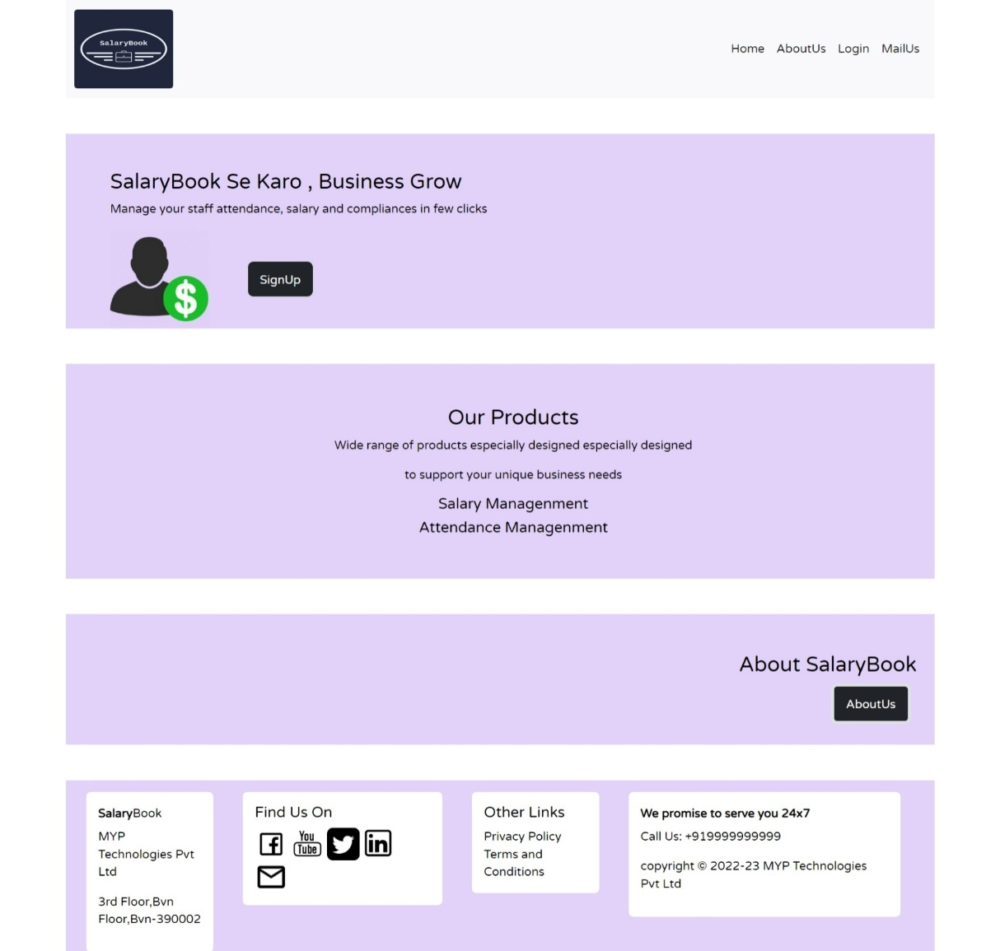 SalaryBook
Home AboutUs Login MailUs
SalaryBook Se Karo , Business Grow
Manage your staff attendance, salary and compliances in few clicks
$
SignUp
Our Products
Wide range of products especially designed especially designed
to support your unique business needs
Salary Managenment
Attendance Managenment
About SalaryBook
AboutUs
SalaryBook
MYP
Technologies Pvt
Ltd
3rd Floor,Bvn
Floor,Bvn-390002
Find Us On
You
Tube
in
Other Links
Privacy Policy
Terms and
Conditions
We promise to serve you 24x7
Call Us: +919999999999
copyright © 2022-23 MYP Technologies
Pvt Ltd